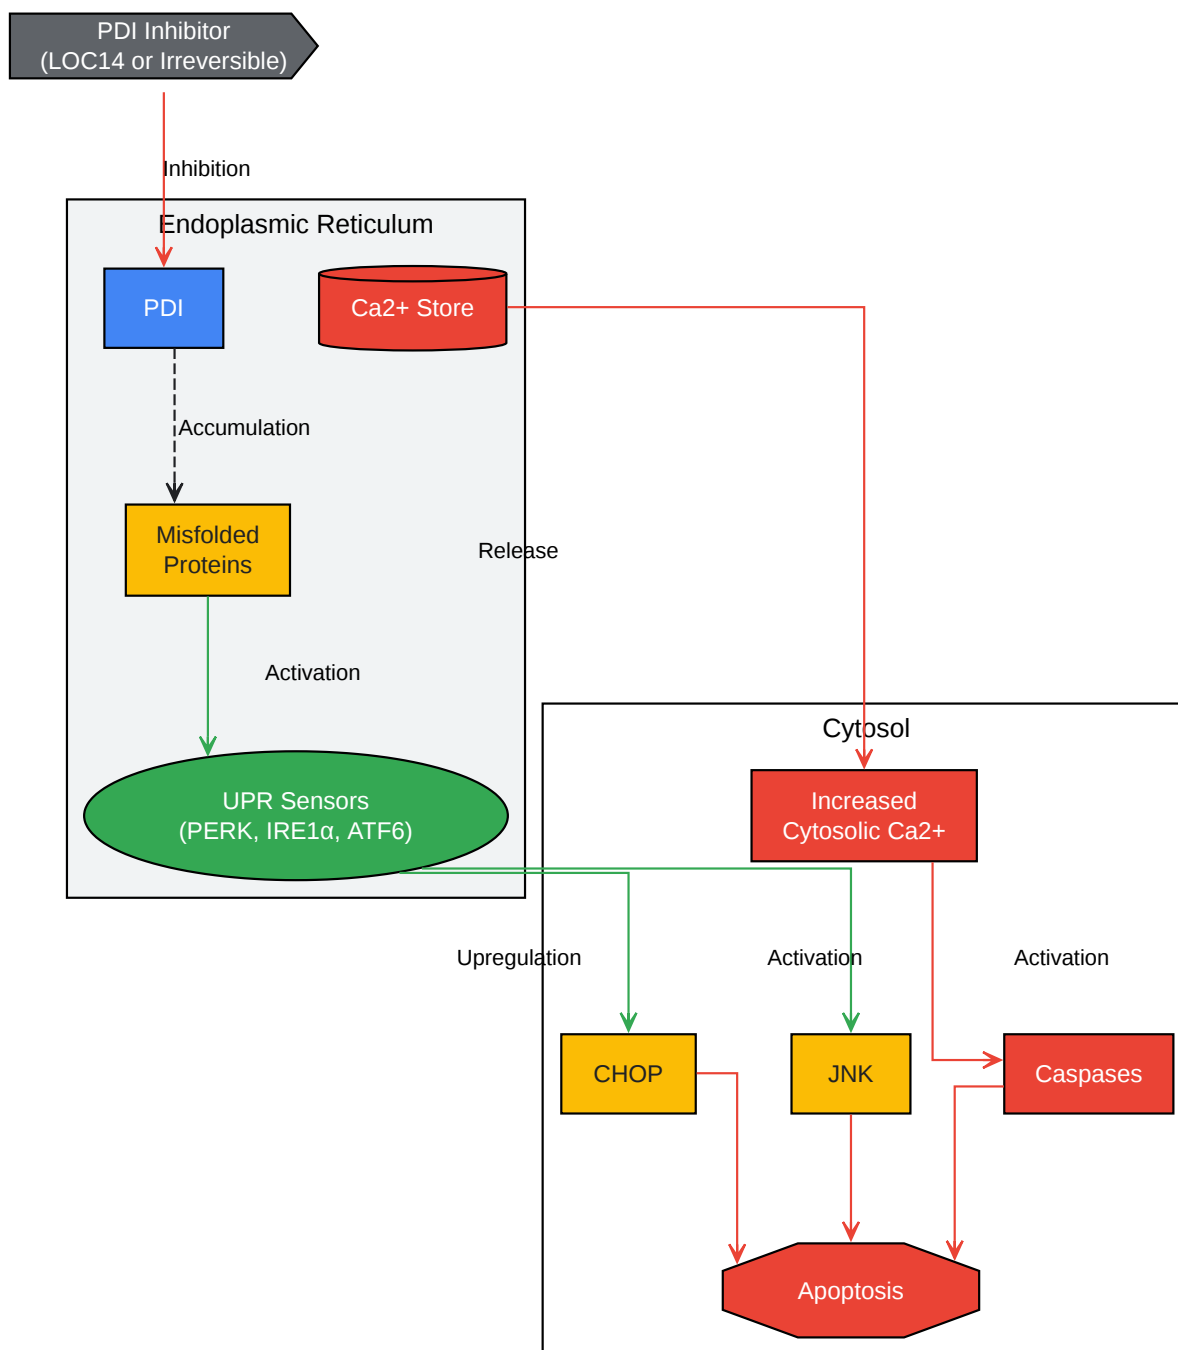 PDI Inhibitor
(LOC14 or Irreversible)
Inhibition
Endoplasmic Reticulum
PDI
Ca2+ Store
Accumulation
Misfolded
Proteins
Release
Activation
Cytosol
UPR Sensors
(PERK, IRE1α, ATF6)
Increased
Cytosolic Ca2+
Upregulation
Activation
Activation
CHOP
JNK
Caspases
Apoptosis